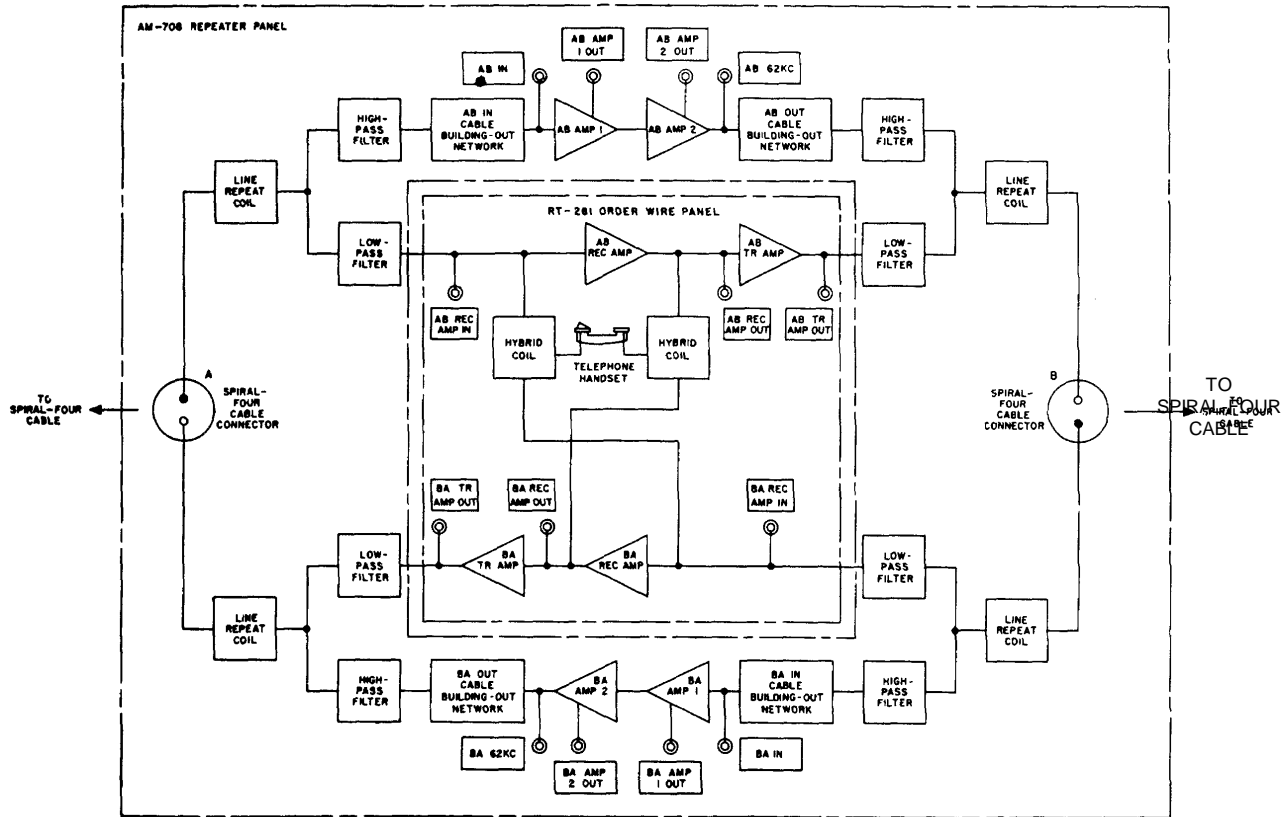 AM-708 REPEATER PANEL
AB IN
AB AMP
1 OUT
AB AMP
2 OUT
AB 62KC
HIGH-
PASS
FILTER
AB IN
CABLE
BUILDING-OUT
NETWORK
AB AMP 1
AB AMP 2
AB OUT
CABLE
BUILDING-OUT
NETWORK
HIGH-
PASS
FILTER
LINE
REPEAT
COIL
LINE
REPEAT
COIL
RT-281 ORDER WIRE PANEL
LOW-
PASS
FILTER
AB
REC AMP
AB
TR AMP
LOW-
PASS
FILTER
AB REC
AMP IN
AB REC
AMP OUT
AB TR
AMP OUT
HYBRID
COIL
TELEPHONE
HANDSET
HYBRID
COIL
A
B
TO
SPIRAL-FOUR
CABLE
SPIRAL-
FOUR
CABLE
CONNECTOR
SPIRAL-
FOUR
CABLE
CONNECTOR
TO
SPIRAL-FOUR
CABLE
TO
SPIRAL-FOUR
CABLE
BA TR
AMP OUT
BA REC
AMP OUT
BA REC
AMP IN
LOW-
PASS
FILTER
BA
TR AMP
BA
REC AMP
LOW-
PASS
FILTER
LINE
REPEAT
COIL
LINE
REPEAT
COIL
HIGH-
PASS
FILTER
BA OUT
CABLE
BUILDING-OUT
NETWORK
BA
AMP 2
BA
AMP 1
BA IN
CABLE
BUILDING-OUT
NETWORK
HIGH-
PASS
FILTER
BA 62KC
BA AMP
2 OUT
BA AMP
1 OUT
BA IN